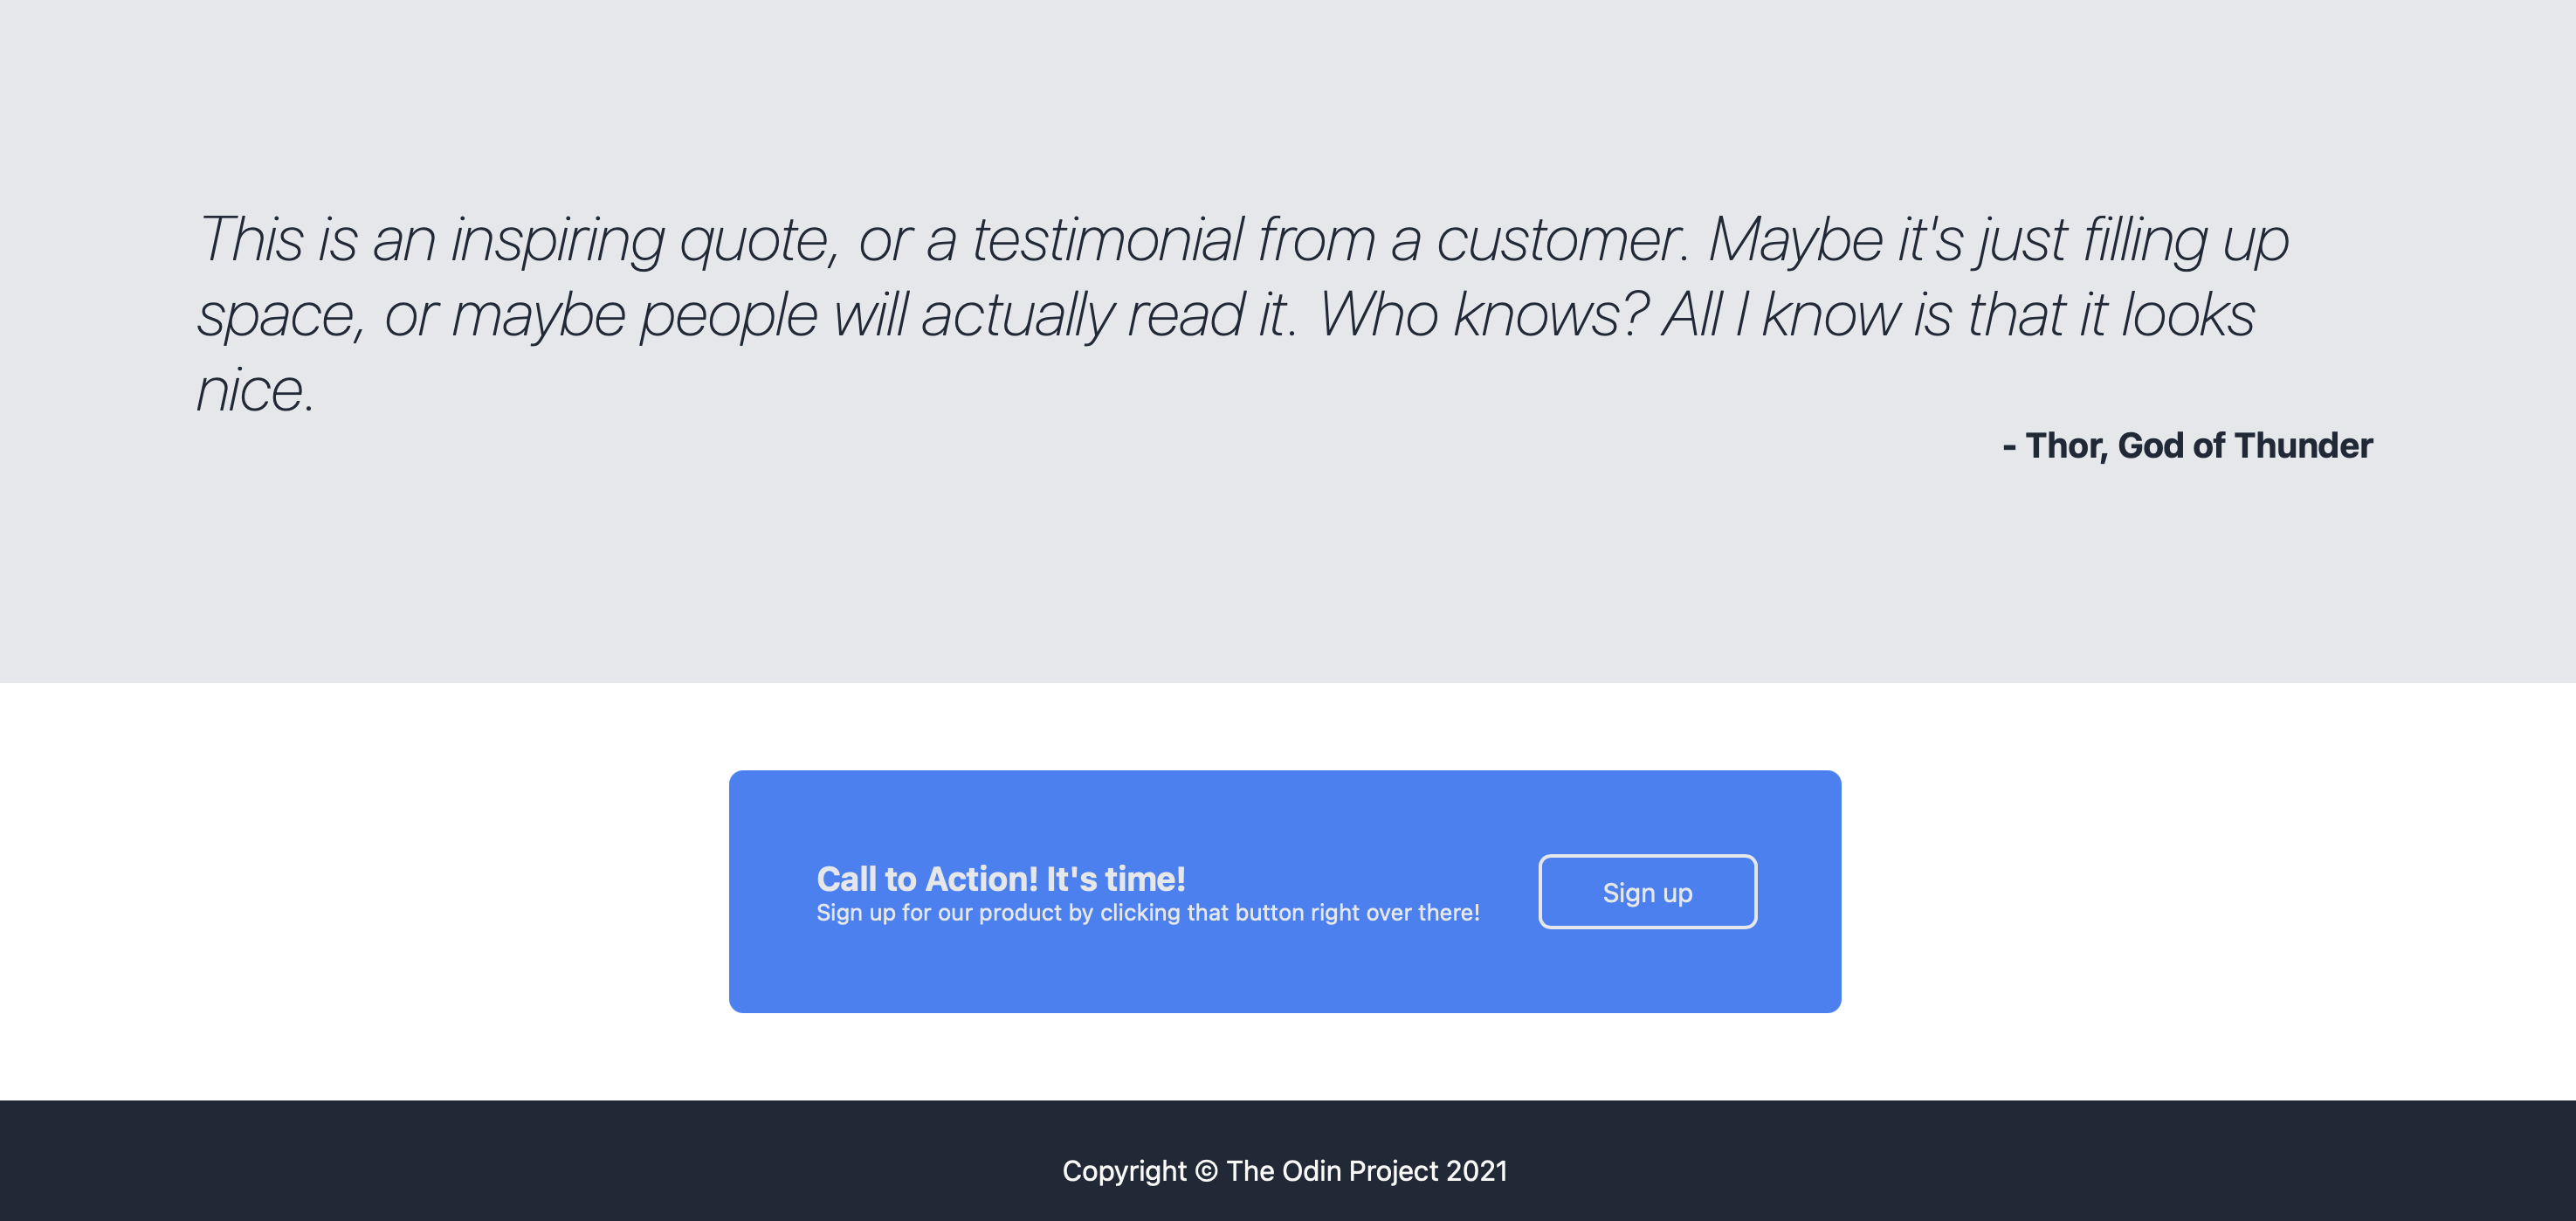 This is an inspiring quote, or a testimonial from a customer. Maybe it's just filling up
space, or maybe people will actually read it. Who knows? All I know is that it looks
nice.
- Thor, God of Thunder
Call to Action! It's time!
Sign up for our product by clicking that button right over there!
Sign up
Copyright © The Odin Project 2021